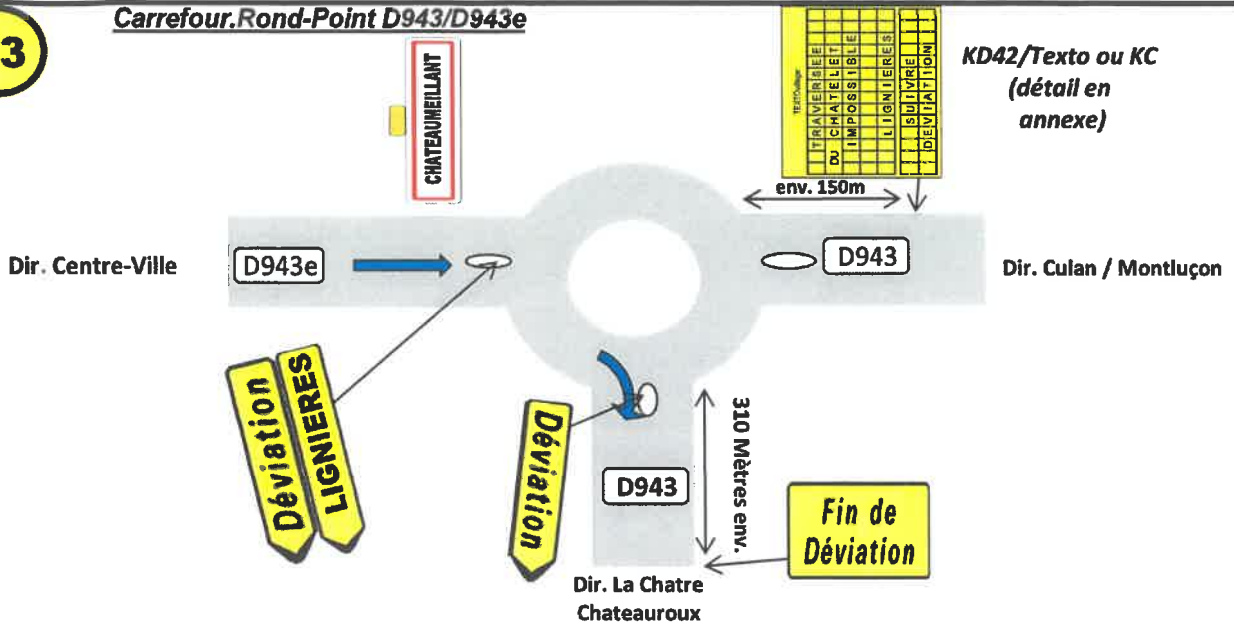 3
Carrefour.Rond-Point D943/D943e
CHATEAUMEILLANT
TRAVERSEE
DU CHATELET
IMPOSSIBLE
LIGNIERES
SUIVRE
DEVIATION
KD42/Texto ou KC
(détail en
annexe)
env. 150m
Dir. Centre-Ville
D943e
D943
Dir. Culan / Montluçon
Déviation
LIGNIERES
Déviation
310 Mètres env.
D943
Fin de
Déviation
Dir. La Chatre
Chateauroux